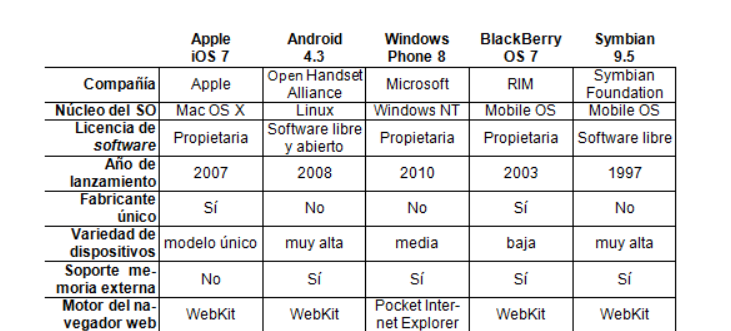 Apple Android Windows BlackBerry Symbian
iOS 7 4.3 Phone 8 OS 7 9.5
Compañía Apple Open Handset Alliance Microsoft RIM Symbian Foundation
Núcleo del SO Mac OS X Linux Windows NT Mobile OS Mobile OS
Licencia de software Propietaria Software libre y abierto Propietaria Propietaria Software libre
Año de lanzamiento 2007 2008 2010 2003 1997
Fabricante único Sí No No Sí No
Variedad de dispositivos modelo único muy alta media baja muy alta
Soporte me-moria externa No Sí Sí Sí Sí
Motor del na-vegador web WebKit WebKit Pocket Inter-net Explorer WebKit WebKit